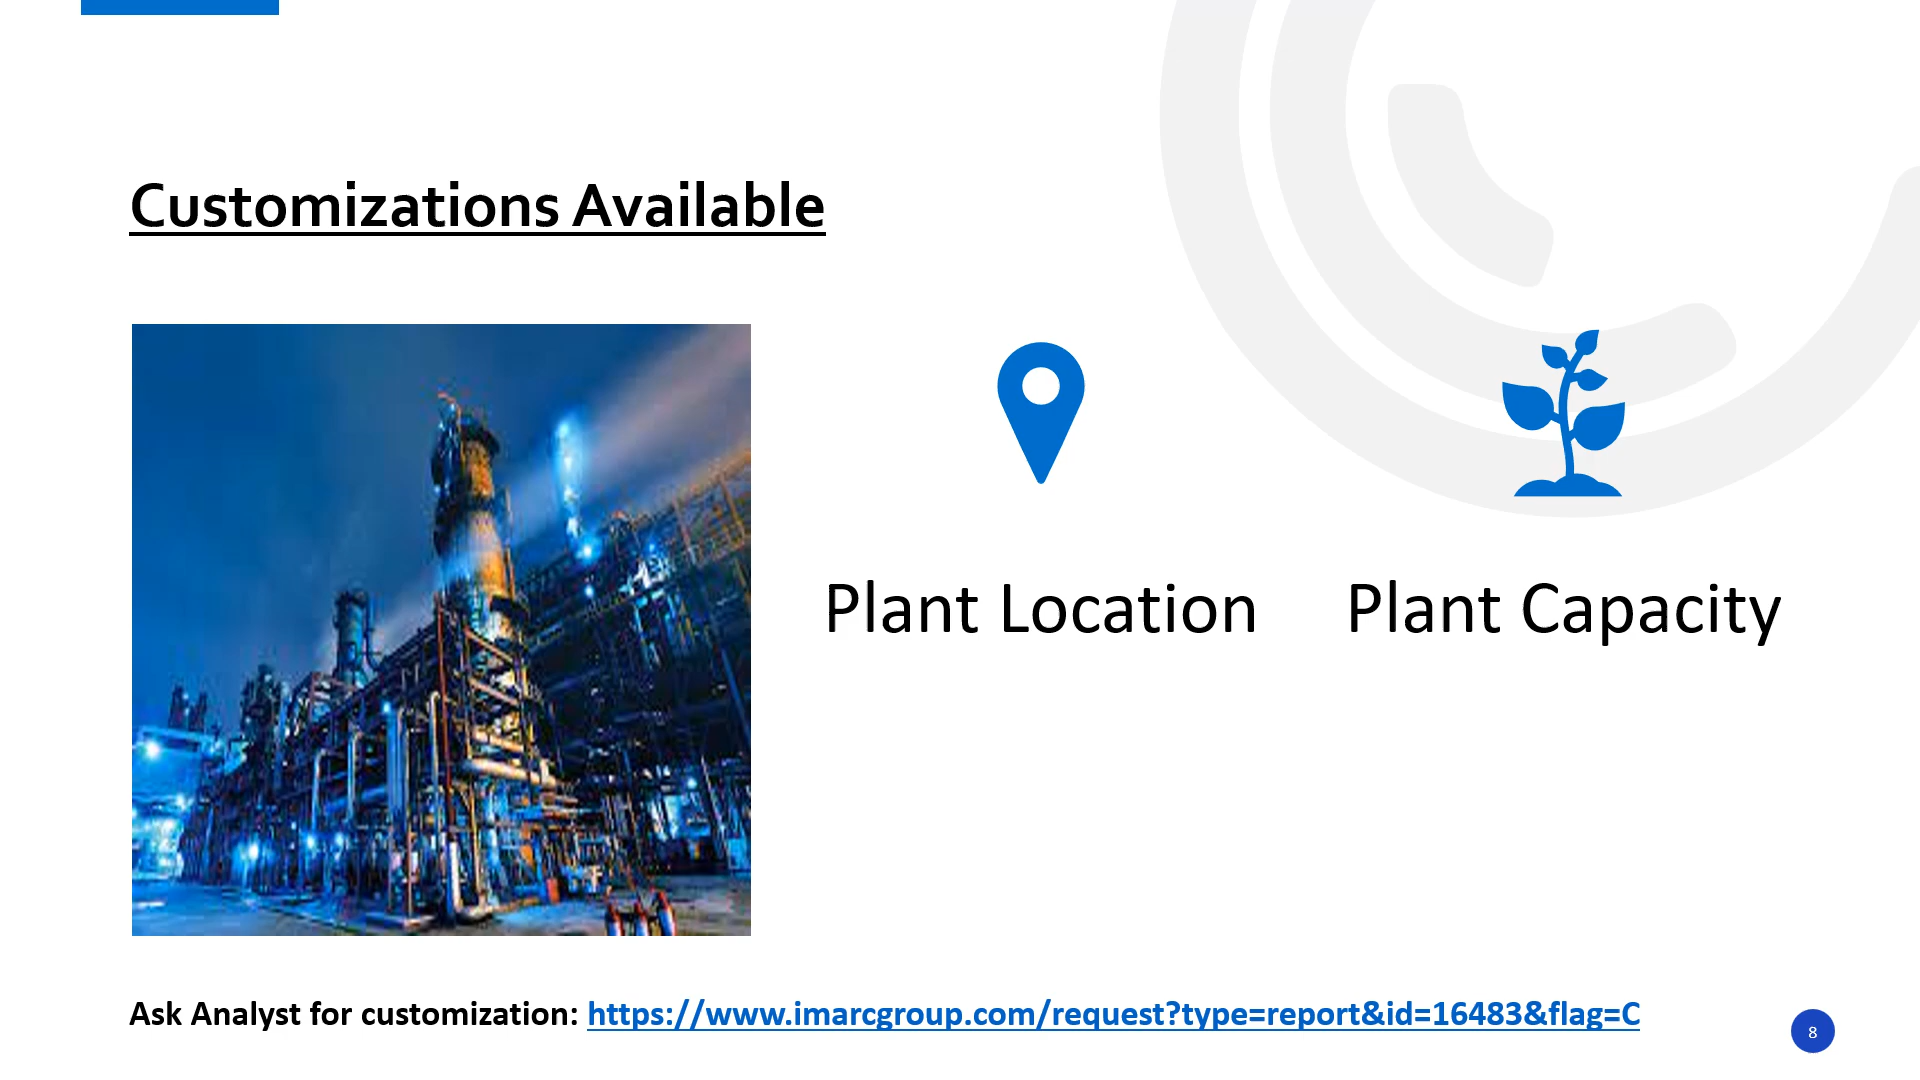 Customizations Available
Plant Location
Plant Capacity
Ask Analyst for customization: https://www.imarcgroup.com/request?type=report&id=16483&flag=C
8